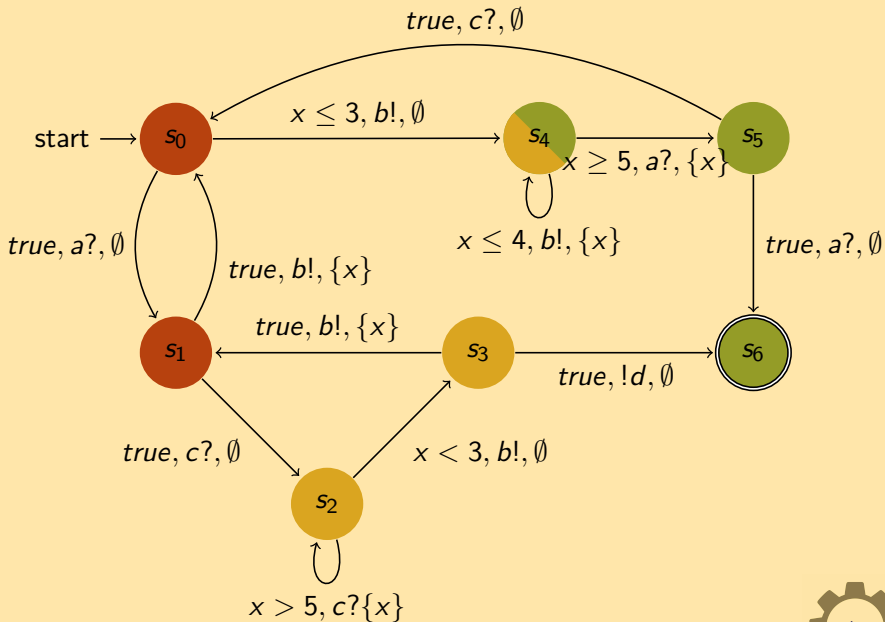 true, c?, ∅
x ≤ 3, b!, ∅
start
s₀
s₄
s₅
x ≥ 5, a?, {x}
x ≤ 4, b!, {x}
true, a?, ∅
true, b!, {x}
true, a?, ∅
true, b!, {x}
s₁
s₃
s₆
true, !d, ∅
true, c?, ∅
x < 3, b!, ∅
s₂
x > 5, c?{x}